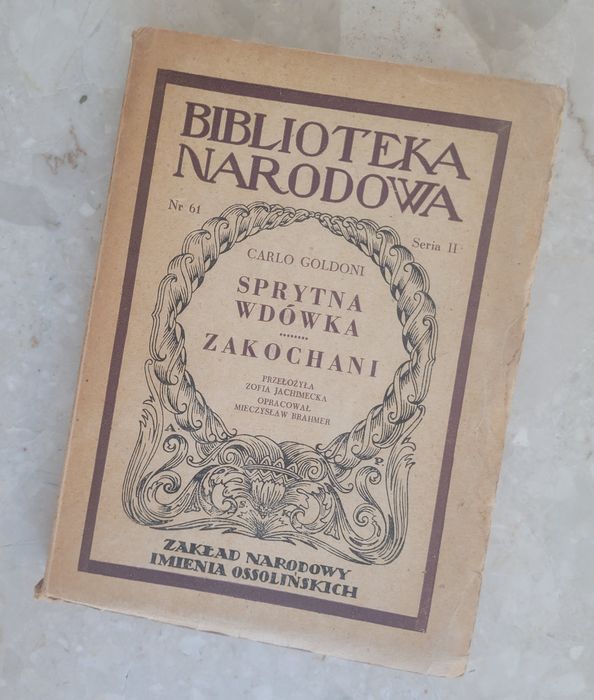 BIBLIOTEKA
NARODOWA
Nr 61
Seria II
CARLO GOLDONI
SPRYTNA
WDÓWKA
ZAKOCHANI
PRZEŁOŻYŁA
ZOFIA JACHIMECKA
OPRACOWAŁ
MIECZYSŁAW BRAHMER
A. P.
S. K.
ZAKŁAD NARODOWY
IMIENIA OSSOLIŃSKICH